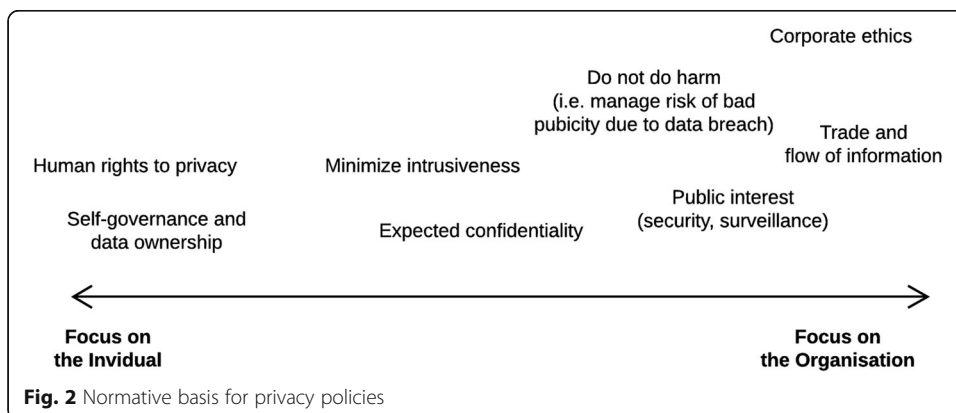 Corporate ethics
Do not do harm
(i.e. manage risk of bad
pubicity due to data breach)
Trade and
flow of information
Human rights to privacy
Minimize intrusiveness
Public interest
(security, surveillance)
Self-governance and
data ownership
Expected confidentiality
Focus on
the Invidual
Focus on
the Organisation
Fig. 2 Normative basis for privacy policies